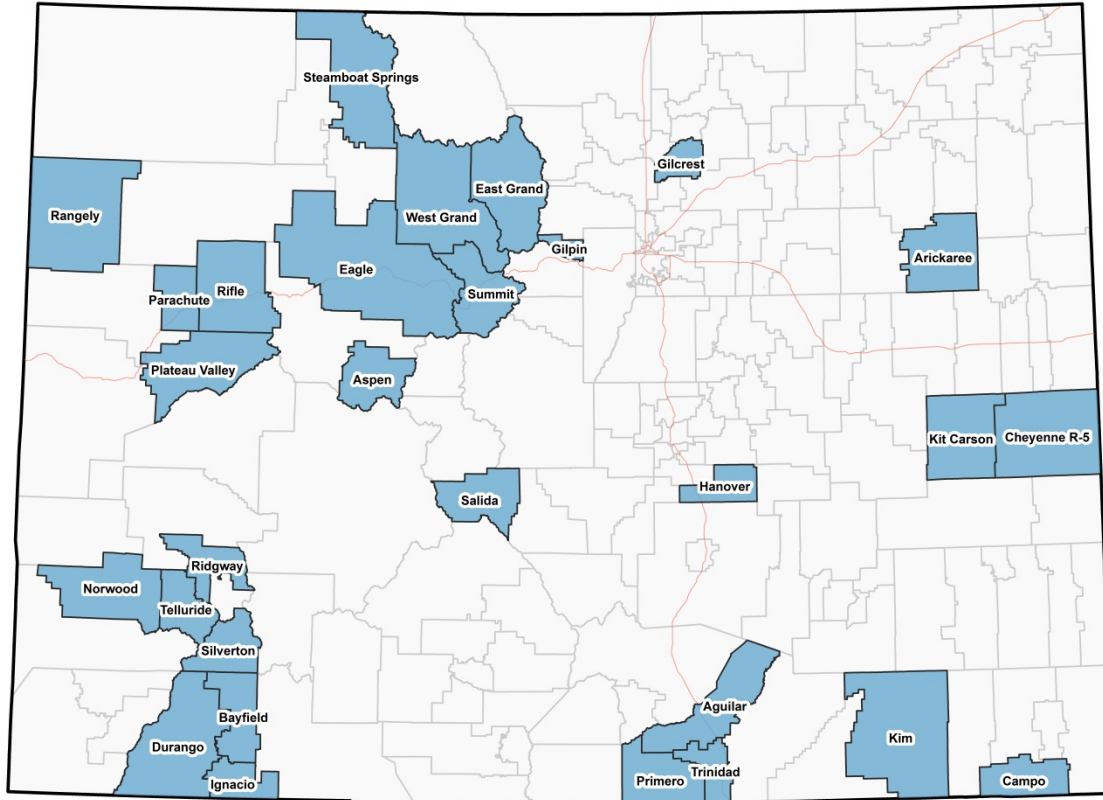 Steamboat Springs
Gilcrest
East Grand
Rangely
West Grand
Gilpin
Arickaree
Eagle
Rifle
Summit
Parachute
Plateau Valley
Aspen
Kit Carson
Cheyenne R-5
Hanover
Salida
Ridgway
Norwood
Telluride
Silverton
Aguilar
Bayfield
Kim
Durango
Trinidad
Primero
Campo
Ignacio